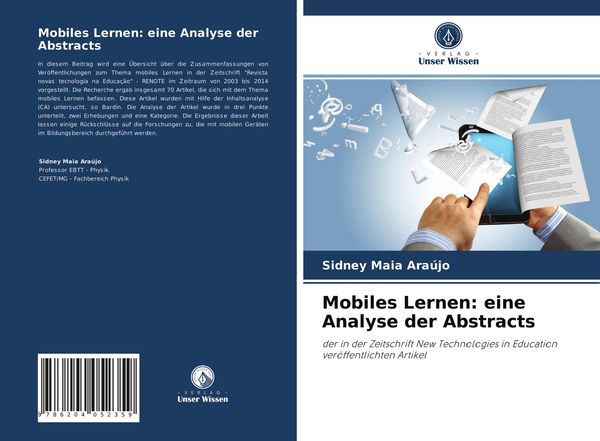 Mobiles Lernen: eine Analyse der
Abstracts
In diesem Beitrag wird eine Übersicht über die Zusammenfassungen von
Veröffentlichungen zum Thema mobiles Lernen in der Zeitschrift "Revista
novas tecnologia na Educação" - RENOTE im Zeitraum von 2003 bis 2014
vorgestellt. Die Recherche ergab insgesamt 70 Artikel, die sich mit dem Thema
mobiles Lernen befassen. Diese Artikel wurden mit Hilfe der Inhaltsanalyse
(CA) untersucht, so Bardin. Die Analyse der Artikel wurde in drei Punkte
unterteilt, zwei Erhebungen und eine Kategorie. Die Ergebnisse dieser Arbeit
lassen einige Rückschlüsse auf die Forschungen zu, die mit mobilen Geräten
im Bildungsbereich durchgeführt werden.
Sidney Maia Araújo
Professor EBTT - Physik.
CEFET/MG - Fachbereich Physik
9 786204 052359
- VERLAG -
Unser Wissen
- VERLAG -
Unser Wissen
Sidney Maia Araújo
Mobiles Lernen: eine
Analyse der Abstracts
der in der Zeitschrift New Technologies in Education
veröffentlichten Artikel